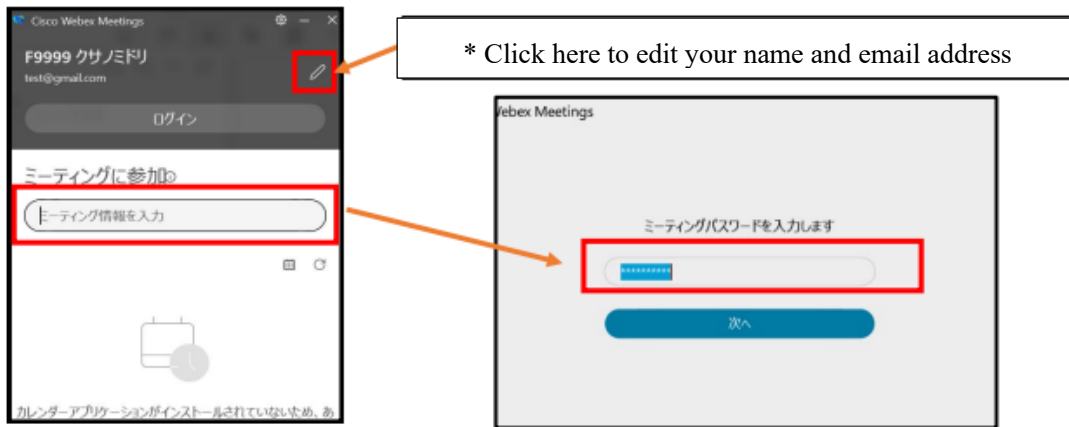 Cisco Webex Meetings
F9999 クサノミドリ
test@gmail.com
ログイン
ミーティングに参加
ミーティング情報を入力
カレンダーアプリケーションがインストールされていないため、あ
* Click here to edit your name and email address
Webex Meetings
ミーティングパスワードを入力します
**********
次へ